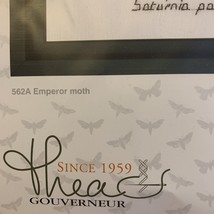 Saturnia pa
562A Emperor moth
SINCE 1959
thea
GOUVERNEUR